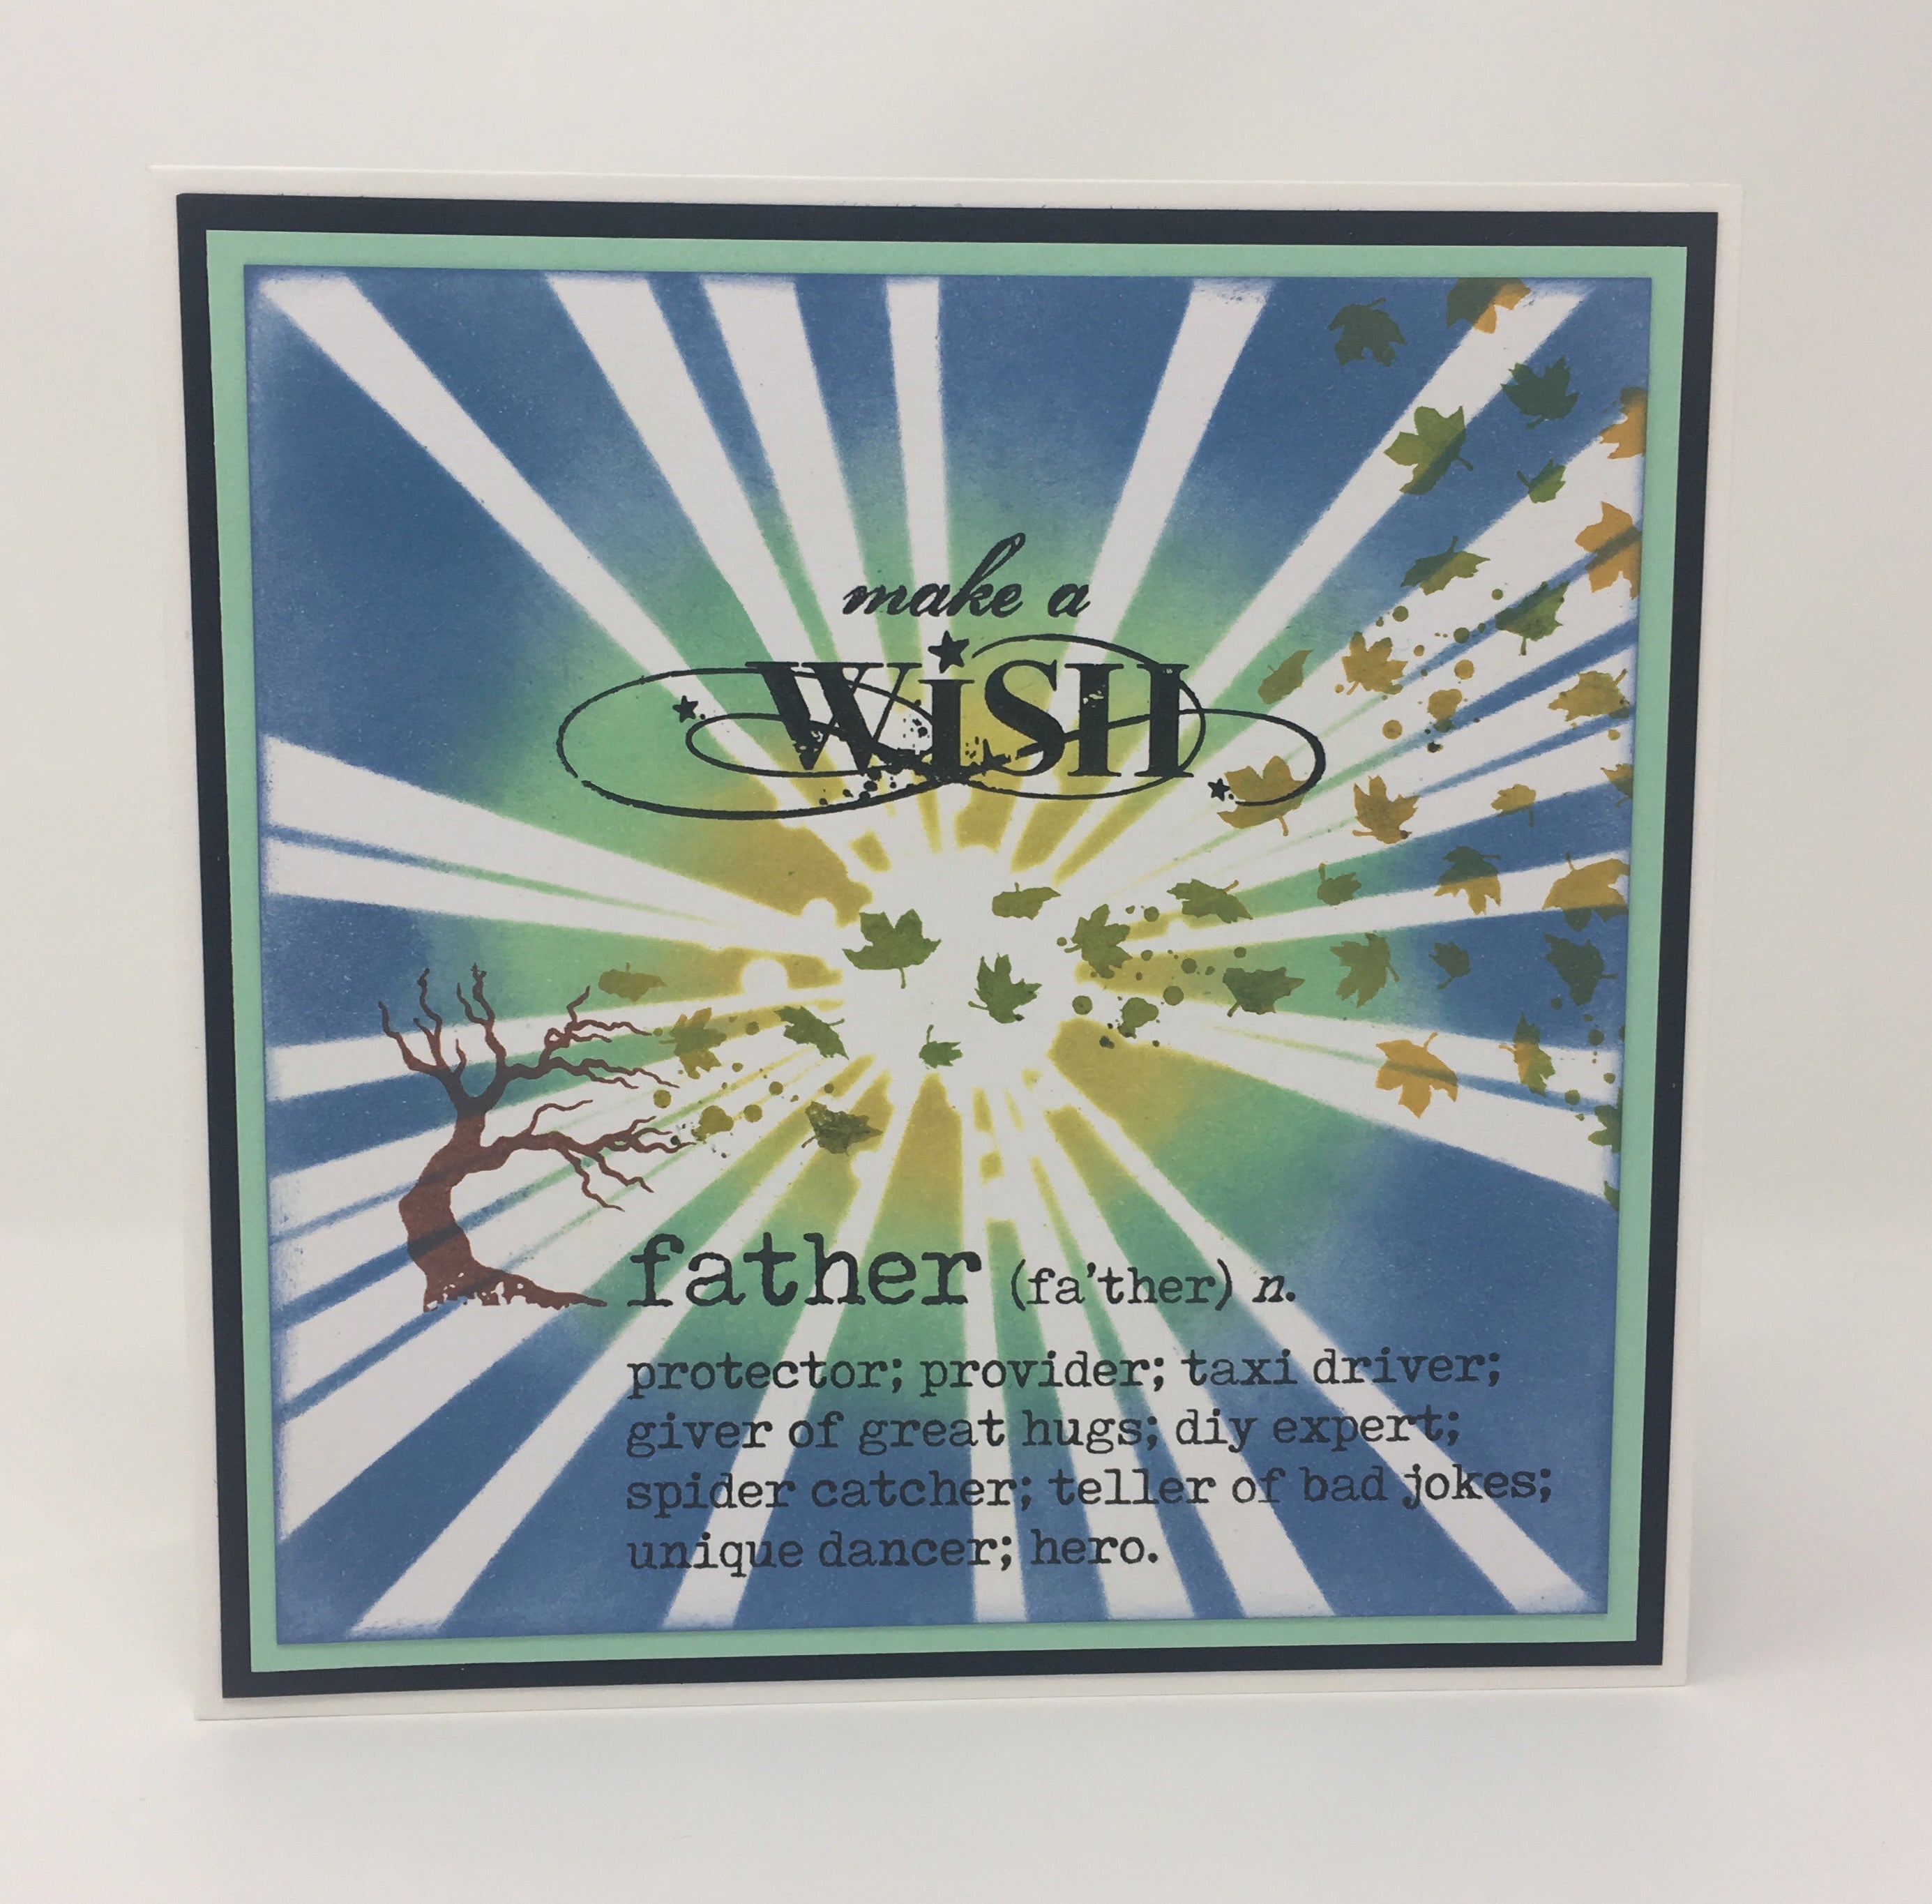 make a
WiSH
father (fa'ther) n.
protector; provider; taxi driver;
giver of great hugs; diy expert;
spider catcher; teller of bad jokes;
unique dancer; hero.